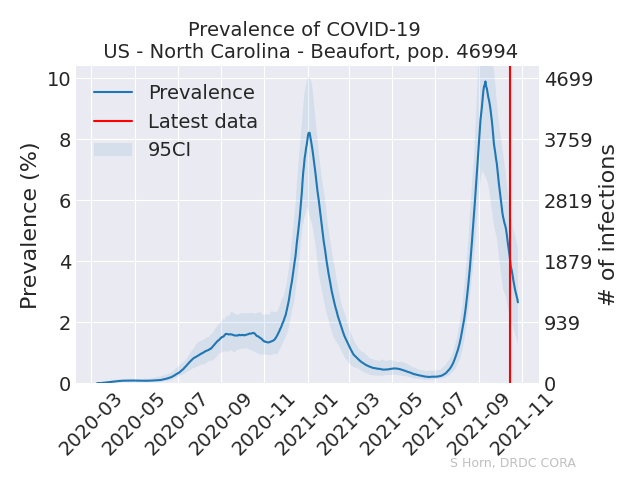 Prevalence of COVID-19
US - North Carolina - Beaufort, pop. 46994
Prevalence
Latest data
95CI
Prevalence (%)
10
8
6
4
2
0
4699
3759
2819
1879
939
0
# of infections
2020-03
2020-05
2020-07
2020-09
2020-11
2021-01
2021-03
2021-05
2021-07
2021-09
2021-11
S Horn, DRDC CORA